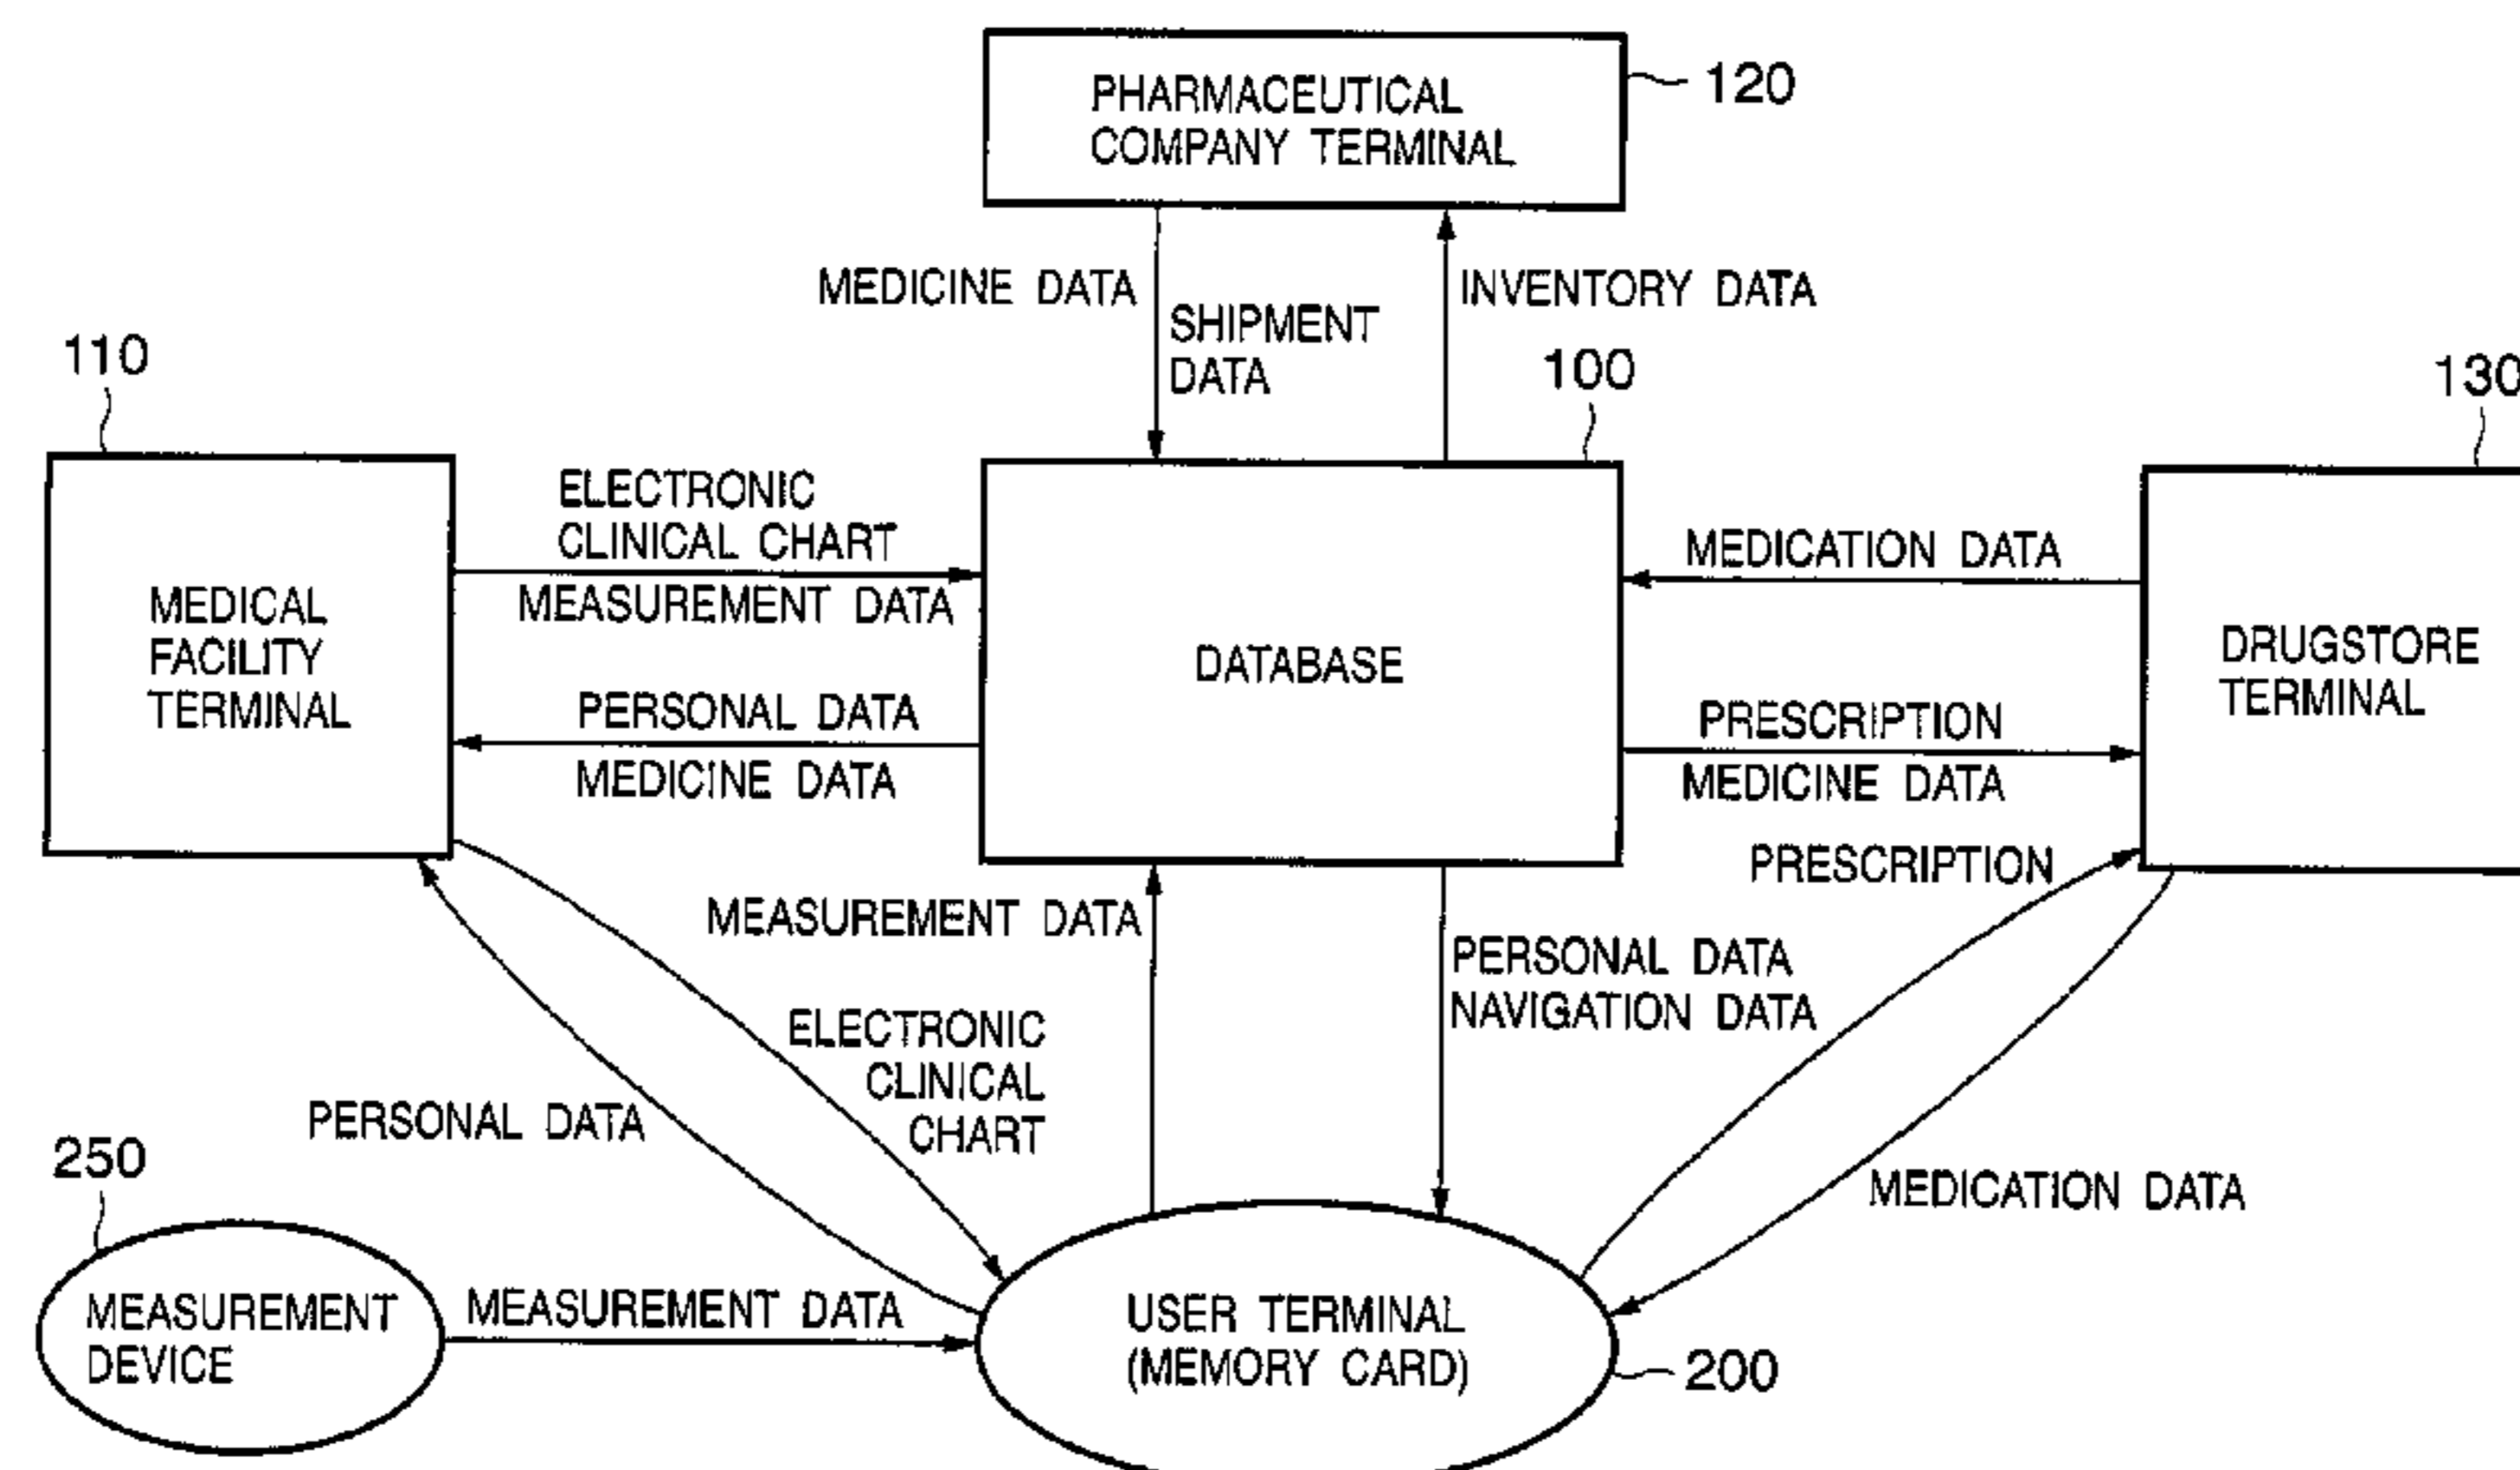 PHARMACEUTICAL
COMPANY TERMINAL
120
MEDICINE DATA
SHIPMENT
DATA
INVENTORY DATA
110
100
130
MEDICAL
FACILITY
TERMINAL
ELECTRONIC
CLINICAL CHART
MEASUREMENT DATA
PERSONAL DATA
MEDICINE DATA
DATABASE
MEDICATION DATA
PRESCRIPTION
MEDICINE DATA
DRUGSTORE
TERMINAL
PRESCRIPTION
MEASUREMENT DATA
PERSONAL DATA
NAVIGATION DATA
ELECTRONIC
CLINICAL
CHART
PERSONAL DATA
MEDICATION DATA
250
MEASUREMENT
DEVICE
MEASUREMENT DATA
USER TERMINAL
(MEMORY CARD)
200